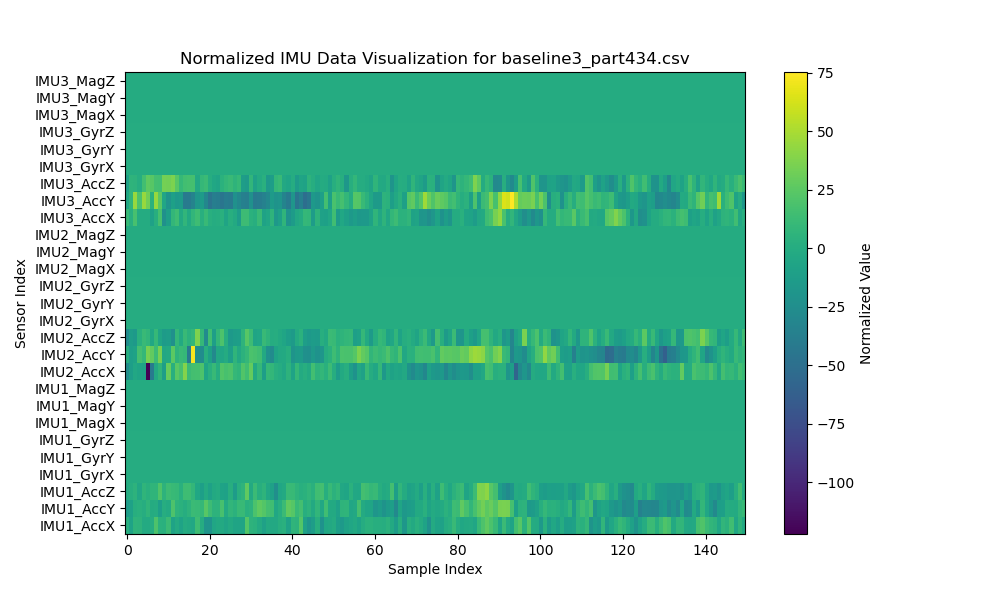 Normalized IMU Data Visualization for baseline3_part434.csv
IMU3_MagZ
IMU3_MagY
IMU3_MagX
IMU3_GyrZ
IMU3_GyrY
IMU3_GyrX
IMU3_AccZ
IMU3_AccY
IMU3_AccX
IMU2_MagZ
IMU2_MagY
IMU2_MagX
IMU2_GyrZ
IMU2_GyrY
IMU2_GyrX
IMU2_AccZ
IMU2_AccY
IMU2_AccX
IMU1_MagZ
IMU1_MagY
IMU1_MagX
IMU1_GyrZ
IMU1_GyrY
IMU1_GyrX
IMU1_AccZ
IMU1_AccY
IMU1_AccX
Sensor Index
0 20 40 60 80 100 120 140
Sample Index
75
50
25
0
−25
−50
−75
−100
Normalized Value